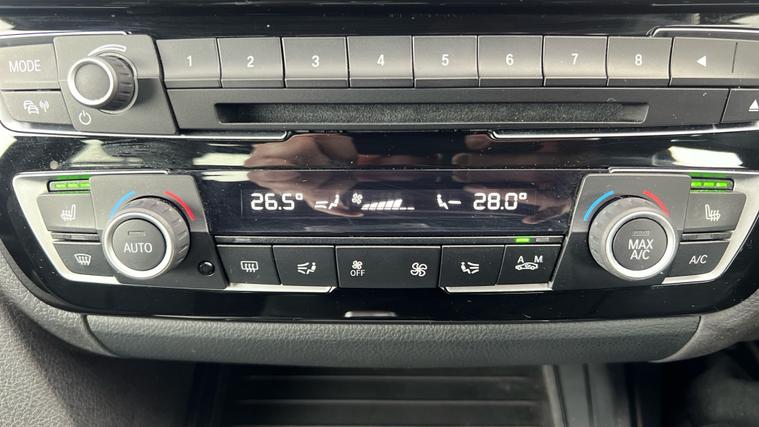 MODE
1 2 3 4 5 6 7 8
26.5° 28.0°
AUTO
OFF
A M
MAX
A/C
A/C